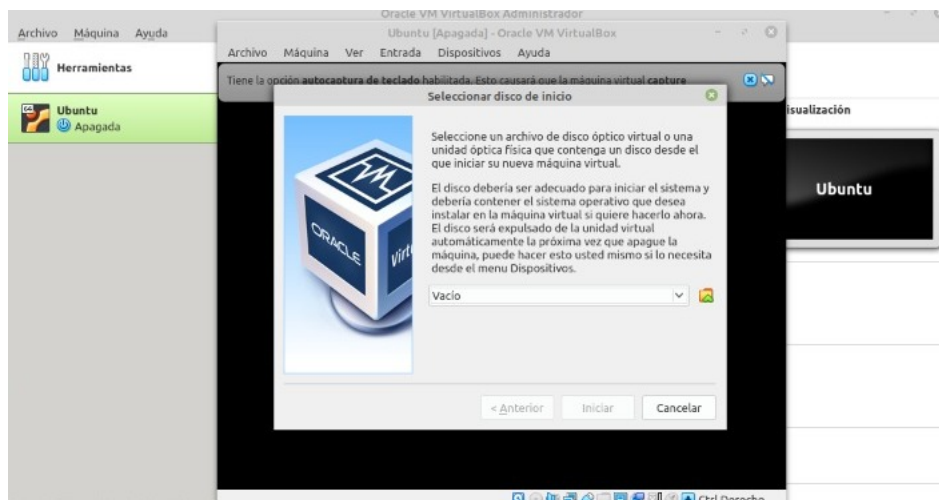 Oracle VM VirtualBox Administrador
Archivo Máquina Ayuda
Herramientas
Ubuntu
Apagada
Ubuntu [Apagada] - Oracle VM VirtualBox
Archivo Máquina Ver Entrada Dispositivos Ayuda
Tiene la opción autocaptura de teclado habilitada. Esto causará que la máquina virtual capture
Seleccionar disco de inicio
Seleccione un archivo de disco óptico virtual o una
unidad óptica física que contenga un disco desde el
que iniciar su nueva máquina virtual.
El disco debería ser adecuado para iniciar el sistema y
debería contener el sistema operativo que desea
instalar en la máquina virtual si quiere hacerlo ahora.
El disco será expulsado de la unidad virtual
automáticamente la próxima vez que apague la
máquina, puede hacer esto usted mismo si lo necesita
desde el menu Dispositivos.
ORACLE
Virt
Vacío
< Anterior Iniciar Cancelar
isualización
Ubuntu
Ctrl Derecho